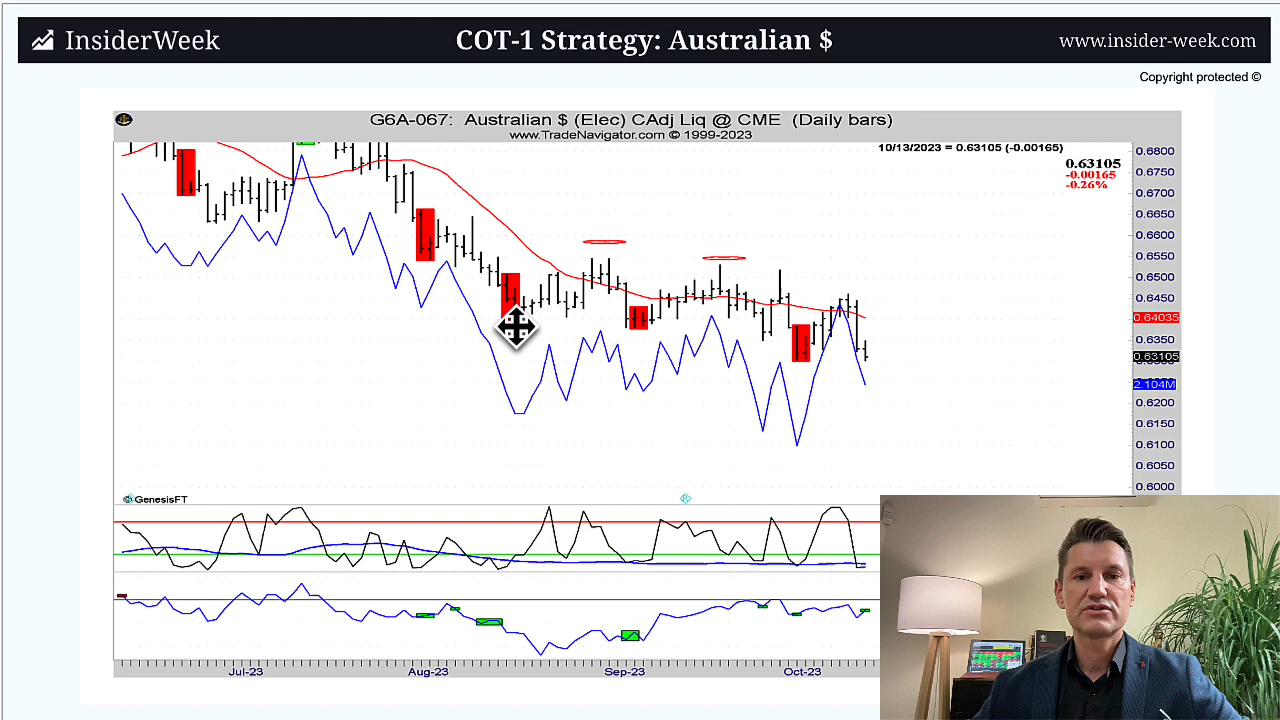 InsiderWeek
COT-1 Strategy: Australian $
www.insider-week.com
Copyright protected ©
G6A-067: Australian $ (Elec) CAdj Liq @ CME (Daily bars)
www.TradeNavigator.com © 1999-2023
10/13/2023 = 0.63105 (-0.00165)
0.63105
-0.00165
-0.26%
0.6800
0.6750
0.6700
0.6650
0.6600
0.6550
0.6500
0.6450
0.64035
0.6350
0.63105
2.104M
0.6200
0.6150
0.6100
0.6050
0.6000
© GenesisFT
Jul-23
Aug-23
Sep-23
Oct-23